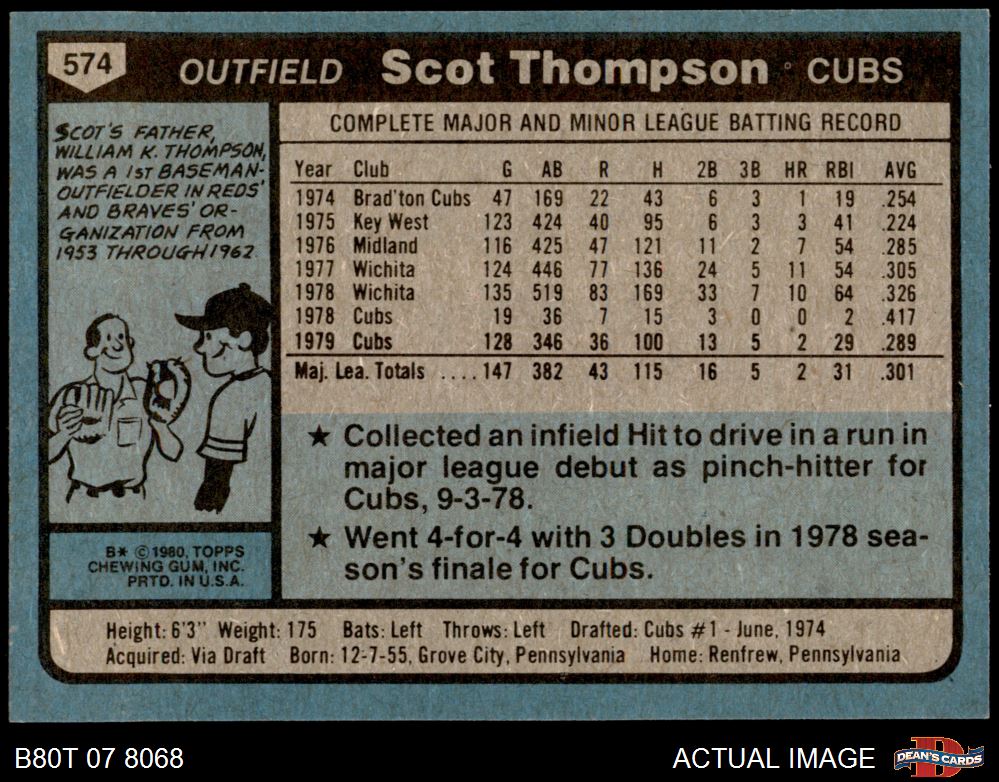 574
OUTFIELD Scot Thompson CUBS
SCOT'S FATHER,
WILLIAM K. THOMPSON,
WAS A 1ST BASEMAN-
OUTFIELDER IN REDS'
AND BRAVES' OR-
GANIZATION FROM
1953 THROUGH 1962.
B* © 1980, TOPPS
CHEWING GUM, INC.
PRTD. IN U.S.A.
COMPLETE MAJOR AND MINOR LEAGUE BATTING RECORD
Year Club G AB R H 2B 3B HR RBI AVG
1974 Brad'ton Cubs 47 169 22 43 6 3 1 19 .254
1975 Key West 123 424 40 95 6 3 3 41 .224
1976 Midland 116 425 47 121 11 2 7 54 .285
1977 Wichita 124 446 77 136 24 5 11 54 .305
1978 Wichita 135 519 83 169 33 7 10 64 .326
1978 Cubs 19 36 7 15 3 0 0 2 .417
1979 Cubs 128 346 36 100 13 5 2 29 .289
Maj. Lea. Totals ....147 382 43 115 16 5 2 31 .301
★ Collected an infield Hit to drive in a run in
major league debut as pinch-hitter for
Cubs, 9-3-78.
★ Went 4-for-4 with 3 Doubles in 1978 sea-
son's finale for Cubs.
Height: 6'3" Weight: 175 Bats: Left Throws: Left Drafted: Cubs #1 - June, 1974
Acquired: Via Draft Born: 12-7-55, Grove City, Pennsylvania Home: Renfrew, Pennsylvania
B80T 07 8068
ACTUAL IMAGE
D
DEAN'S CARDS